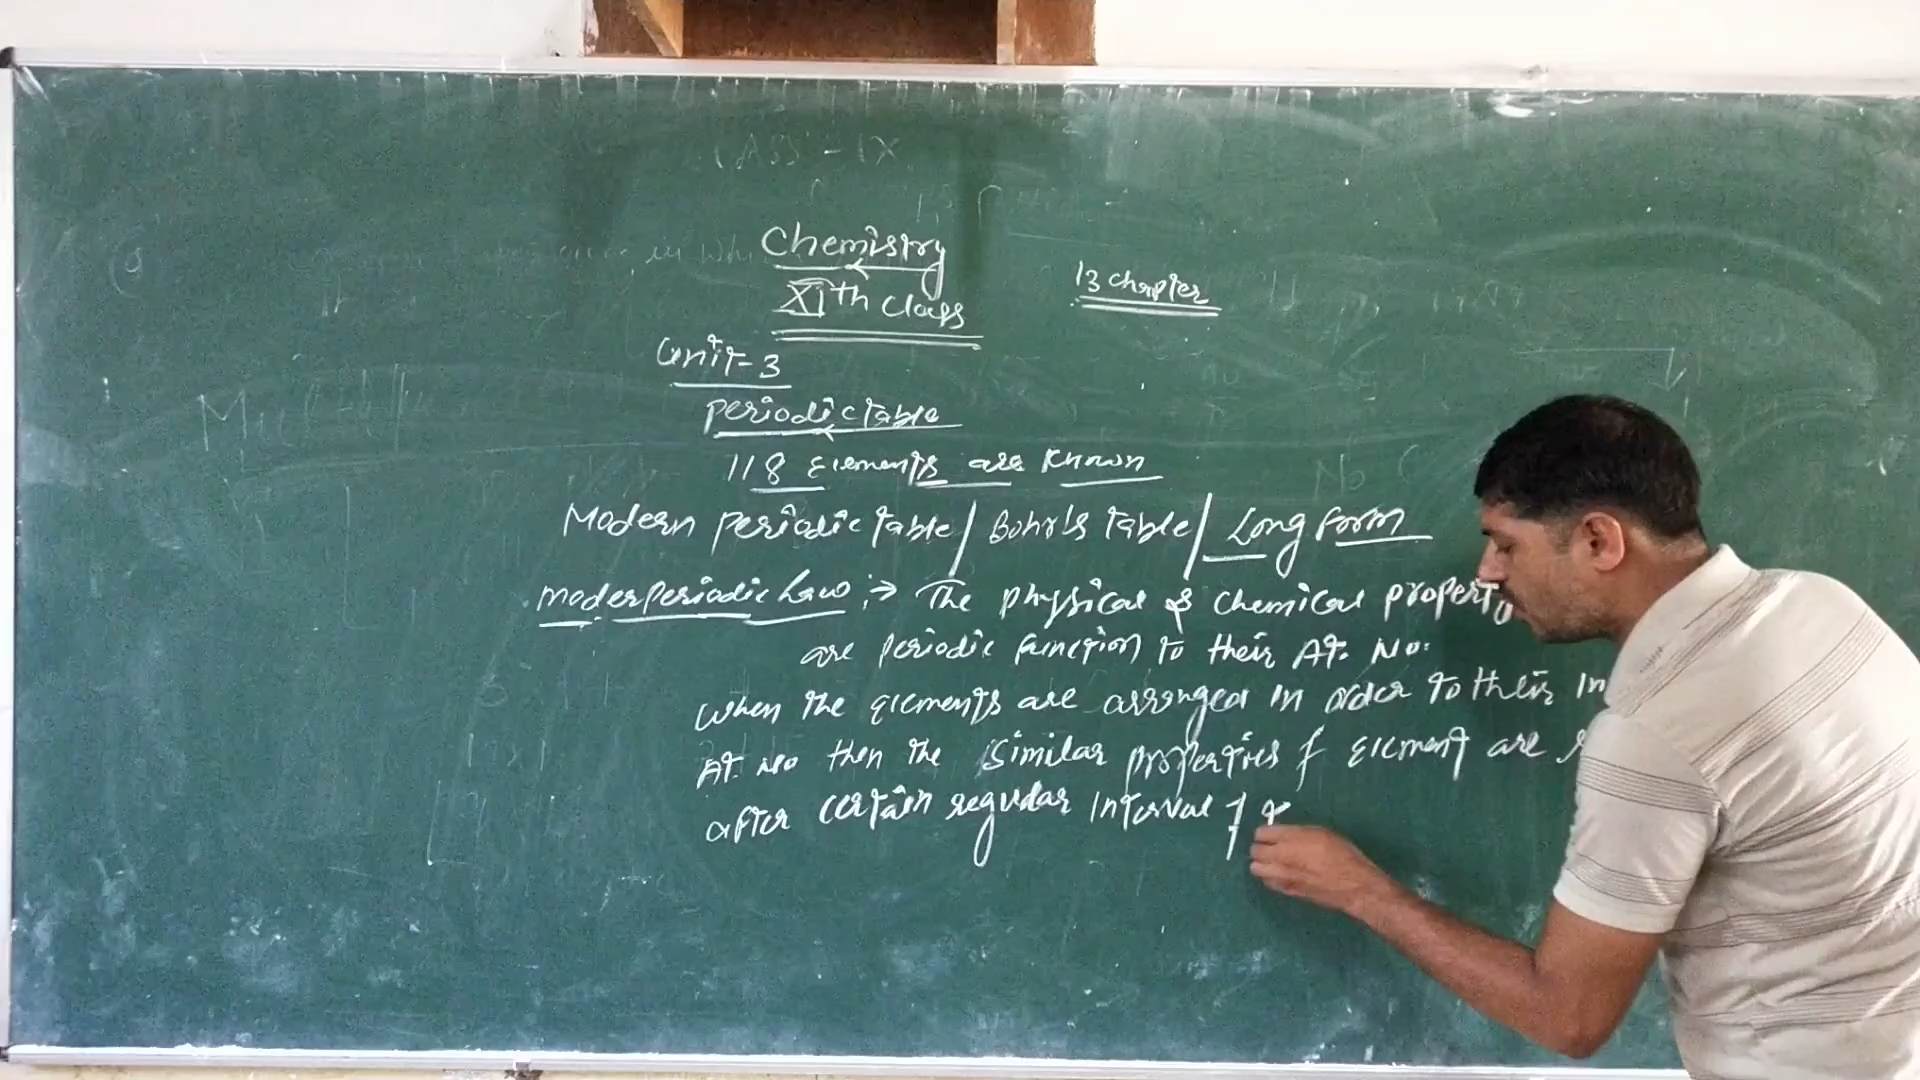 Chemistry
XIth class
13 chapter
Unit-3
Periodic table
118 Elements are known
Modern periodic table / Bohr's table / Long form
Moder Periodic Law :→ The physical & chemical property
are periodic function to their At. No.
when the elements are arranged in order to their In
At. No then the similar properties of element are
after certain regular interval of